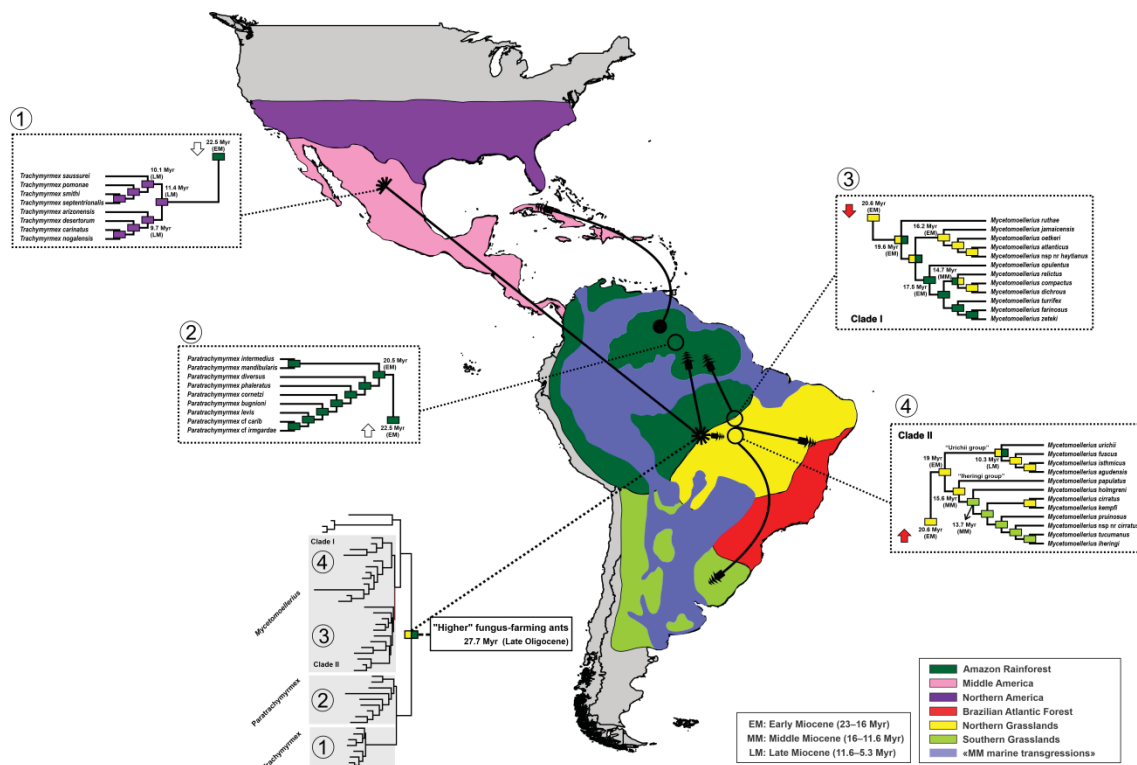 ①
22.5 Myr
(EM)
10.1 Myr
(LM)
11.4 Myr
(LM)
9.7 Myr
(LM)
Trachymyrmex saussurei
Trachymyrmex pomonae
Trachymyrmex smithi
Trachymyrmex septentrionalis
Trachymyrmex arizonensis
Trachymyrmex desertorum
Trachymyrmex carinatus
Trachymyrmex nogalensis
②
Paratrachymyrmex intermedius
Paratrachymyrmex mandibularis
Paratrachymyrmex diversus
Paratrachymyrmex phaleratus
Paratrachymyrmex cornetzi
Paratrachymyrmex bugnioni
Paratrachymyrmex levis
Paratrachymyrmex cf carib
Paratrachymyrmex cf irmgardae
20.5 Myr
(EM)
22.5 Myr
(EM)
③
20.6 Myr
(EM)
19.6 Myr
(EM)
16.2 Myr
(EM)
14.7 Myr
(MM)
17.5 Myr
(EM)
Clade I
Mycetomoellerius ruthae
Mycetomoellerius jamaicensis
Mycetomoellerius oetkeri
Mycetomoellerius atlanticus
Mycetomoellerius nsp nr haytianus
Mycetomoellerius opulentus
Mycetomoellerius relictus
Mycetomoellerius compactus
Mycetomoellerius dichrous
Mycetomoellerius turrifex
Mycetomoellerius farinosus
Mycetomoellerius zeteki
④
Clade II
"Urichii group"
19 Myr
(EM)
10.3 Myr
(LM)
"Iheringi group"
15.6 Myr
(MM)
13.7 Myr
(MM)
20.6 Myr
(EM)
Mycetomoellerius urichii
Mycetomoellerius fuscus
Mycetomoellerius isthmicus
Mycetomoellerius agudensis
Mycetomoellerius papulatus
Mycetomoellerius holmgreni
Mycetomoellerius cirratus
Mycetomoellerius kempfi
Mycetomoellerius pruinosus
Mycetomoellerius nsp nr cirratus
Mycetomoellerius tucumanus
Mycetomoellerius iheringi
Clade I
④
Mycetomoellerius
③
Clade II
②
Paratrachymyrmex
①
"Higher" fungus-farming ants
27.7 Myr (Late Oligocene)
EM: Early Miocene (23–16 Myr)
MM: Middle Miocene (16–11.6 Myr)
LM: Late Miocene (11.6–5.3 Myr)
Amazon Rainforest
Middle America
Northern America
Brazilian Atlantic Forest
Northern Grasslands
Southern Grasslands
«MM marine transgressions»